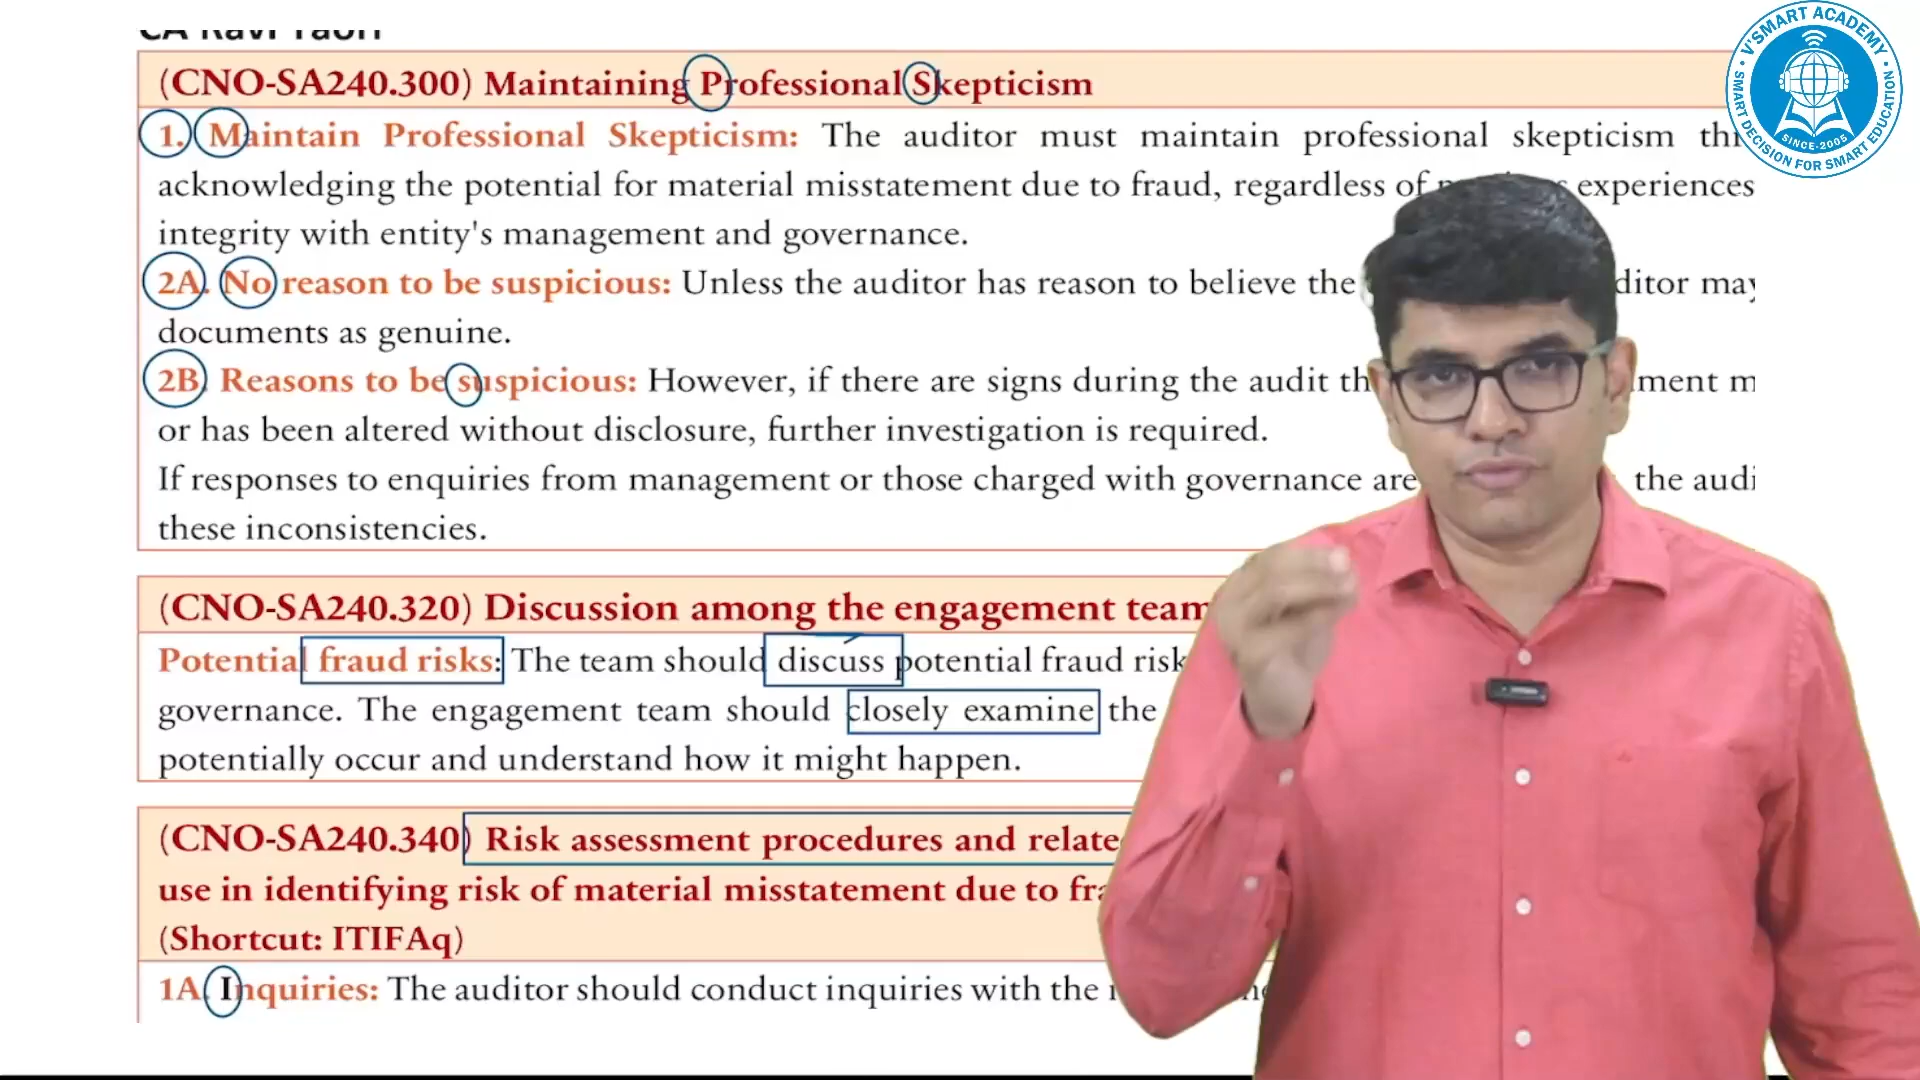 CA Ravi Taori
(CNO-SA240.300) Maintaining Professional Skepticism
1. Maintain Professional Skepticism: The auditor must maintain professional skepticism
acknowledging the potential for material misstatement due to fraud, regardless of experiences
integrity with entity's management and governance.
2A. No reason to be suspicious: Unless the auditor has reason to believe the may
documents as genuine.
2B. Reasons to be suspicious: However, if there are signs during the audit
or has been altered without disclosure, further investigation is required.
If responses to enquiries from management or those charged with governance are the
these inconsistencies.
(CNO-SA240.320) Discussion among the engagement team
Potential fraud risks: The team should discuss potential fraud risk
governance. The engagement team should closely examine the
potentially occur and understand how it might happen.
(CNO-SA240.340) Risk assessment procedures and
use in identifying risk of material misstatement due to
(Shortcut: ITIFAq)
1A. Inquiries: The auditor should conduct inquiries with the
V'SMART ACADEMY
SINCE-2005
SMART DECISION FOR SMART EDUCATION